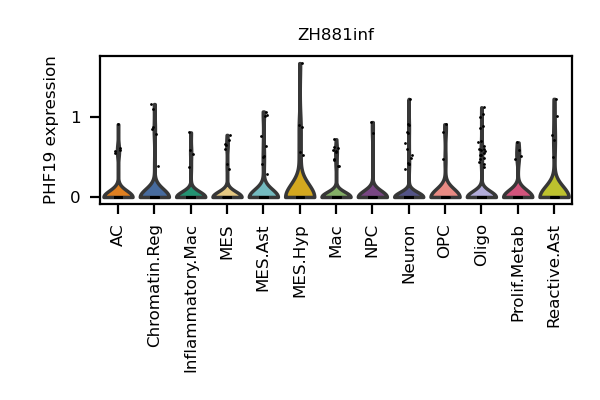 ZH881inf
PHF19 expression
1
0
AC
Chromatin.Reg
Inflammatory.Mac
MES
MES.Ast
MES.Hyp
Mac
NPC
Neuron
OPC
Oligo
Prolif.Metab
Reactive.Ast